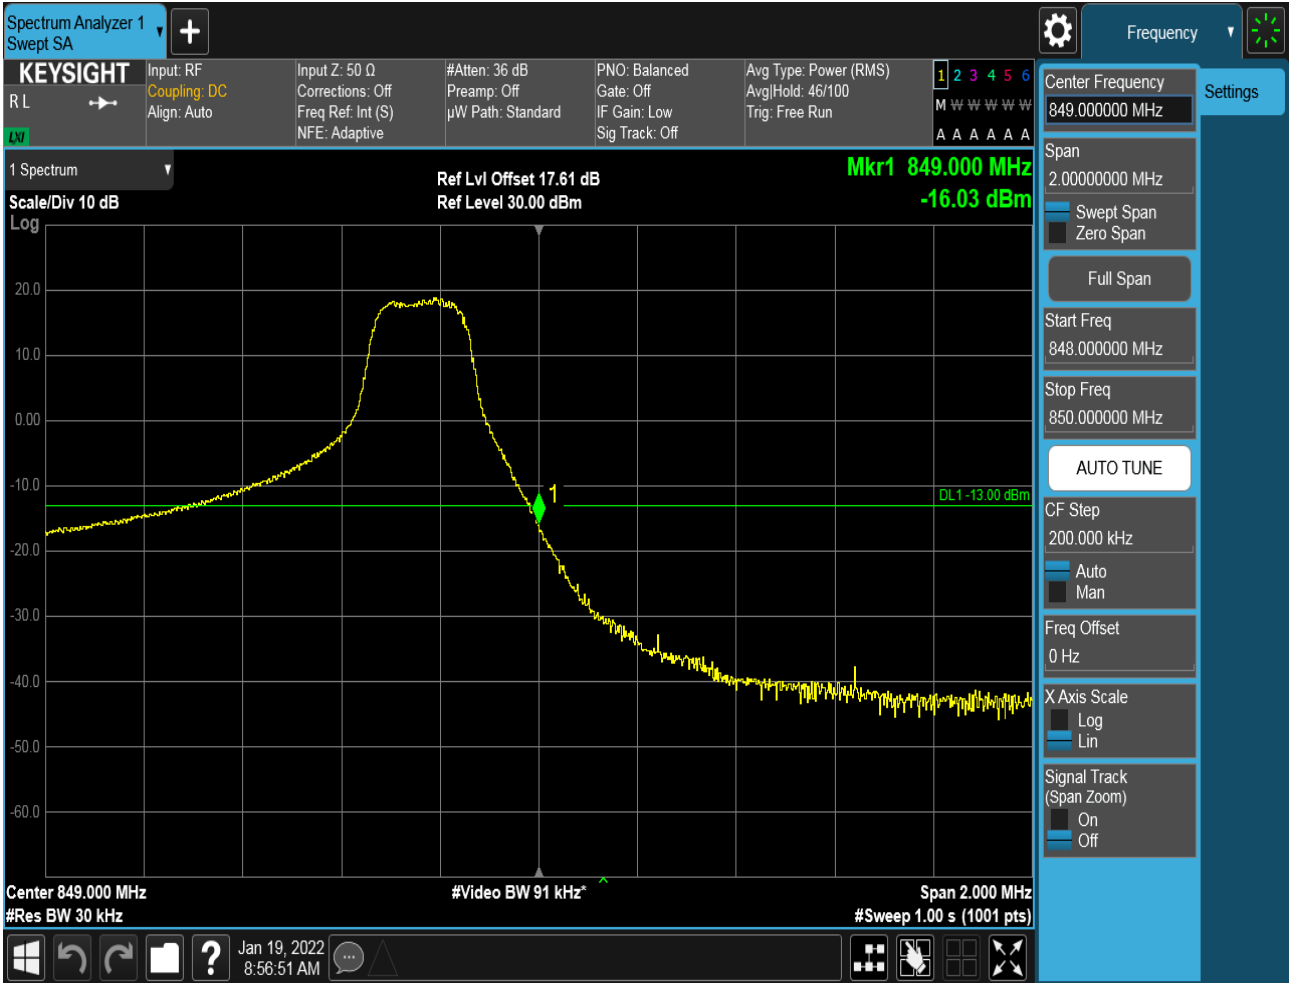 Spectrum Analyzer 1
Swept SA
+
Frequency
KEYSIGHT
R L
LXI
Input: RF
Coupling: DC
Align: Auto
Input Z: 50 Ω
Corrections: Off
Freq Ref: Int (S)
NFE: Adaptive
#Atten: 36 dB
Preamp: Off
µW Path: Standard
PNO: Balanced
Gate: Off
IF Gain: Low
Sig Track: Off
Avg Type: Power (RMS)
Avg|Hold: 46/100
Trig: Free Run
1 2 3 4 5 6
M W W W W W
A A A A A A
1 Spectrum
Scale/Div 10 dB
Log
Ref Lvl Offset 17.61 dB
Ref Level 30.00 dBm
Mkr1 849.000 MHz
-16.03 dBm
20.0
10.0
0.00
-10.0
-20.0
-30.0
-40.0
-50.0
-60.0
1
DL1 -13.00 dBm
Center 849.000 MHz
#Res BW 30 kHz
#Video BW 91 kHz*
Span 2.000 MHz
#Sweep 1.00 s (1001 pts)
Center Frequency
849.000000 MHz
Settings
Span
2.00000000 MHz
Swept Span
Zero Span
Full Span
Start Freq
848.000000 MHz
Stop Freq
850.000000 MHz
AUTO TUNE
CF Step
200.000 kHz
Auto
Man
Freq Offset
0 Hz
X Axis Scale
Log
Lin
Signal Track
(Span Zoom)
On
Off
?
Jan 19, 2022
8:56:51 AM